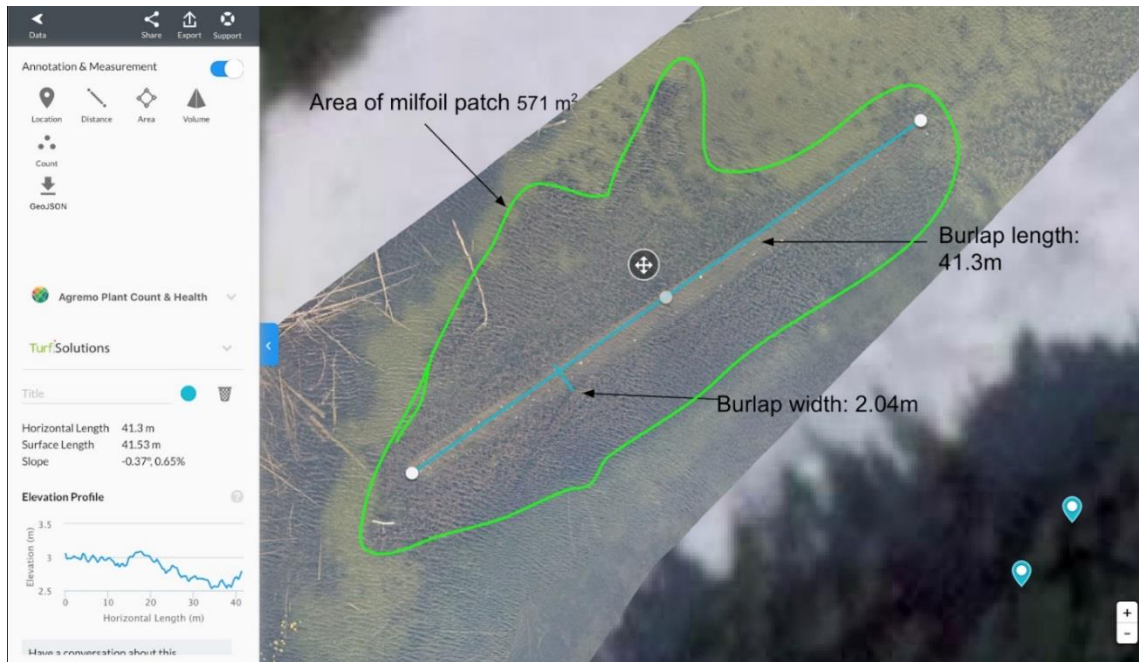 Data
Share
Export
Support
Annotation & Measurement
Location
Distance
Area
Volume
Count
GeoJSON
Agremo Plant Count & Health
Turf Solutions
Title
Horizontal Length 41.3 m
Surface Length 41.53 m
Slope -0.37°, 0.65%
Elevation Profile
?
3.5
3
2.5
Elevation (m)
0 10 20 30 40
Horizontal Length (m)
Have a conversation about this
Area of milfoil patch 571 m²
Burlap length:
41.3m
Burlap width: 2.04m
+
-